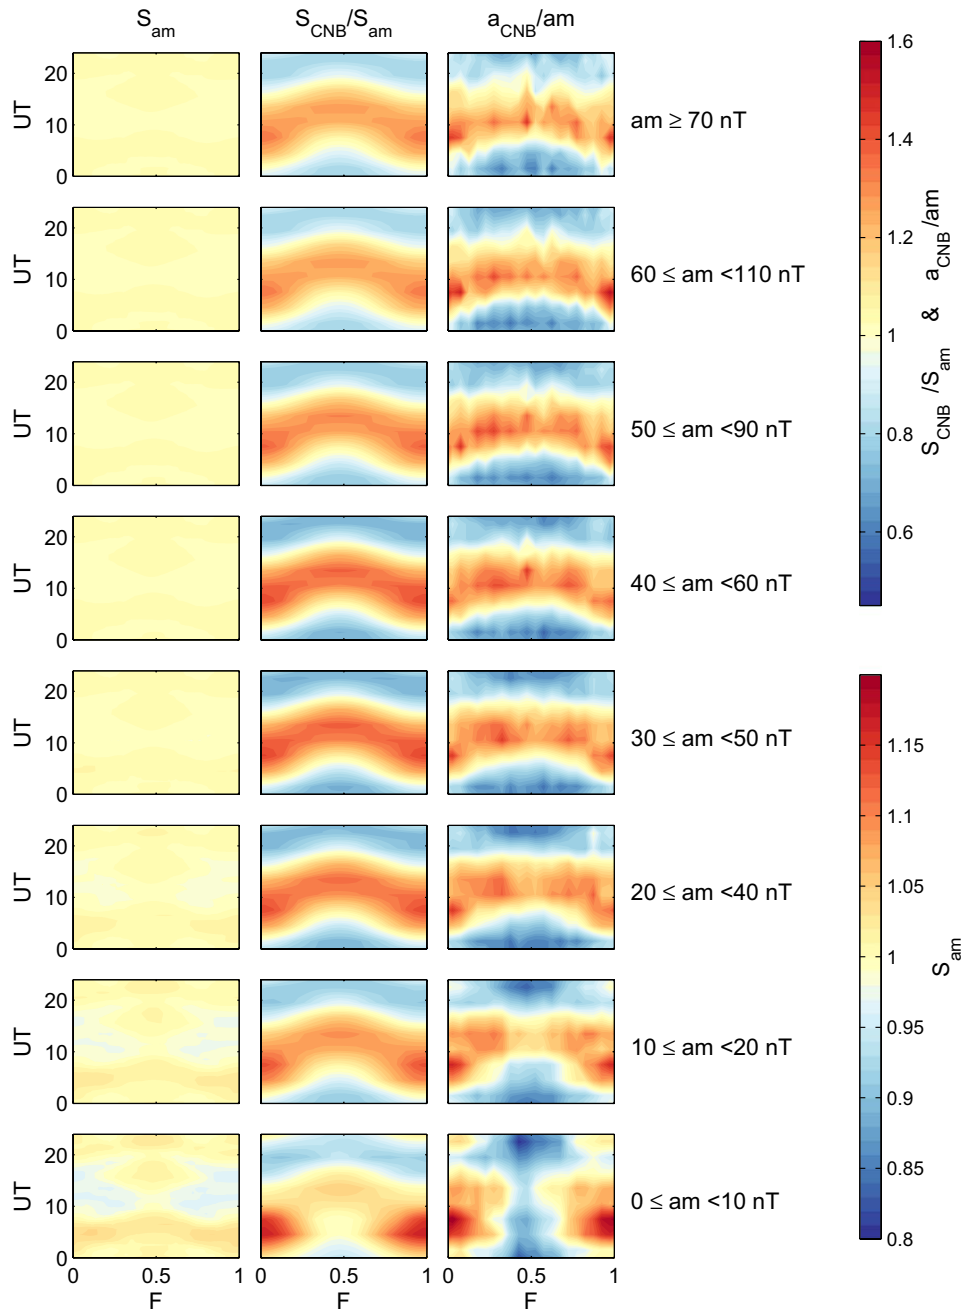 S_am S_CNB/S_am a_CNB/am
UT 20 10 0 am ≥ 70 nT
UT 20 10 0 60 ≤ am <110 nT
UT 20 10 0 50 ≤ am <90 nT
UT 20 10 0 40 ≤ am <60 nT
UT 20 10 0 30 ≤ am <50 nT
UT 20 10 0 20 ≤ am <40 nT
UT 20 10 0 10 ≤ am <20 nT
UT 20 10 0 0 ≤ am <10 nT
0 0.5 1 0 0.5 1 0 0.5 1
F F F
1.6
1.4
1.2
1
0.8
0.6
S_CNB /S_am & a_CNB /am
1.15
1.1
1.05
1
0.95
0.9
0.85
0.8
S_am